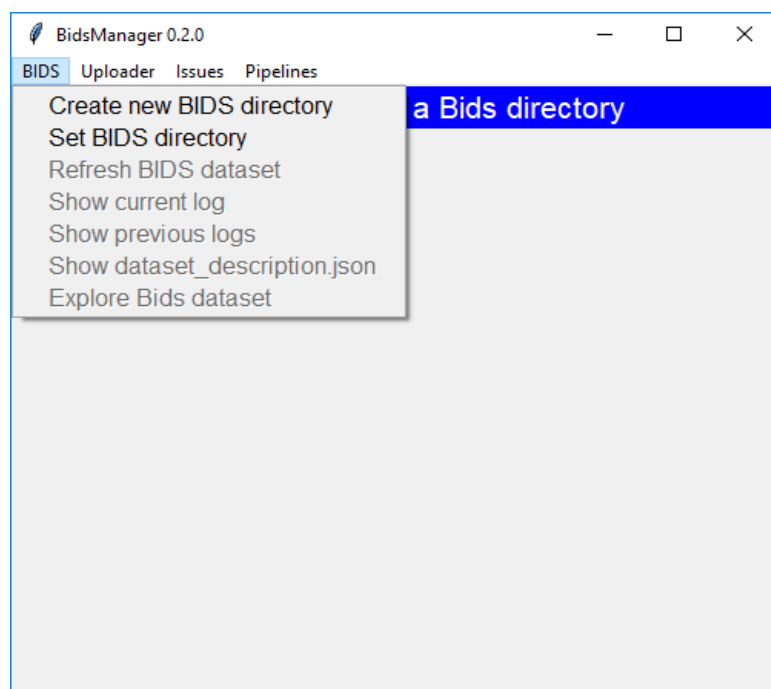 BidsManager 0.2.0
BIDS Uploader Issues Pipelines
Create new BIDS directory
a Bids directory
Set BIDS directory
Refresh BIDS dataset
Show current log
Show previous logs
Show dataset_description.json
Explore Bids dataset